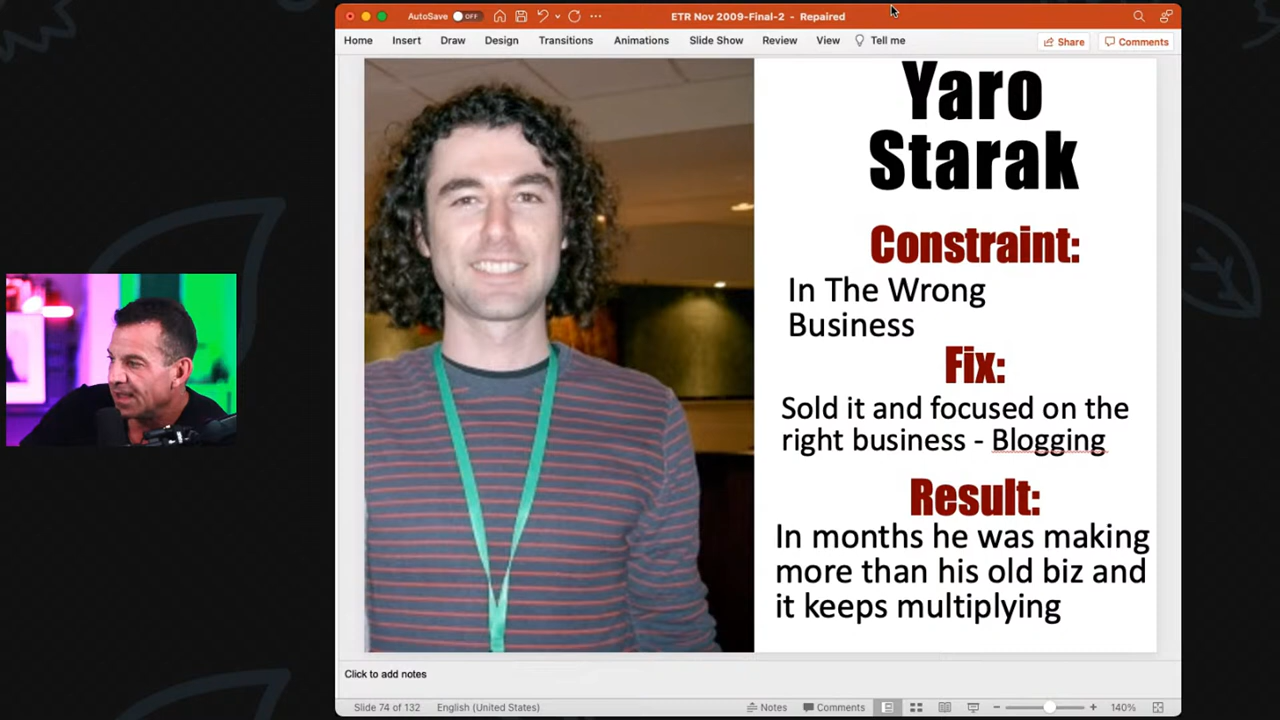 AutoSave OFF ETR Nov 2009-Final-2 - Repaired
Home Insert Draw Design Transitions Animations Slide Show Review View Tell me Share Comments
Yaro
Starak
Constraint:
In The Wrong
Business
Fix:
Sold it and focused on the
right business - Blogging
Result:
In months he was making
more than his old biz and
it keeps multiplying
Click to add notes
Slide 74 of 132 English (United States) Notes Comments 140%